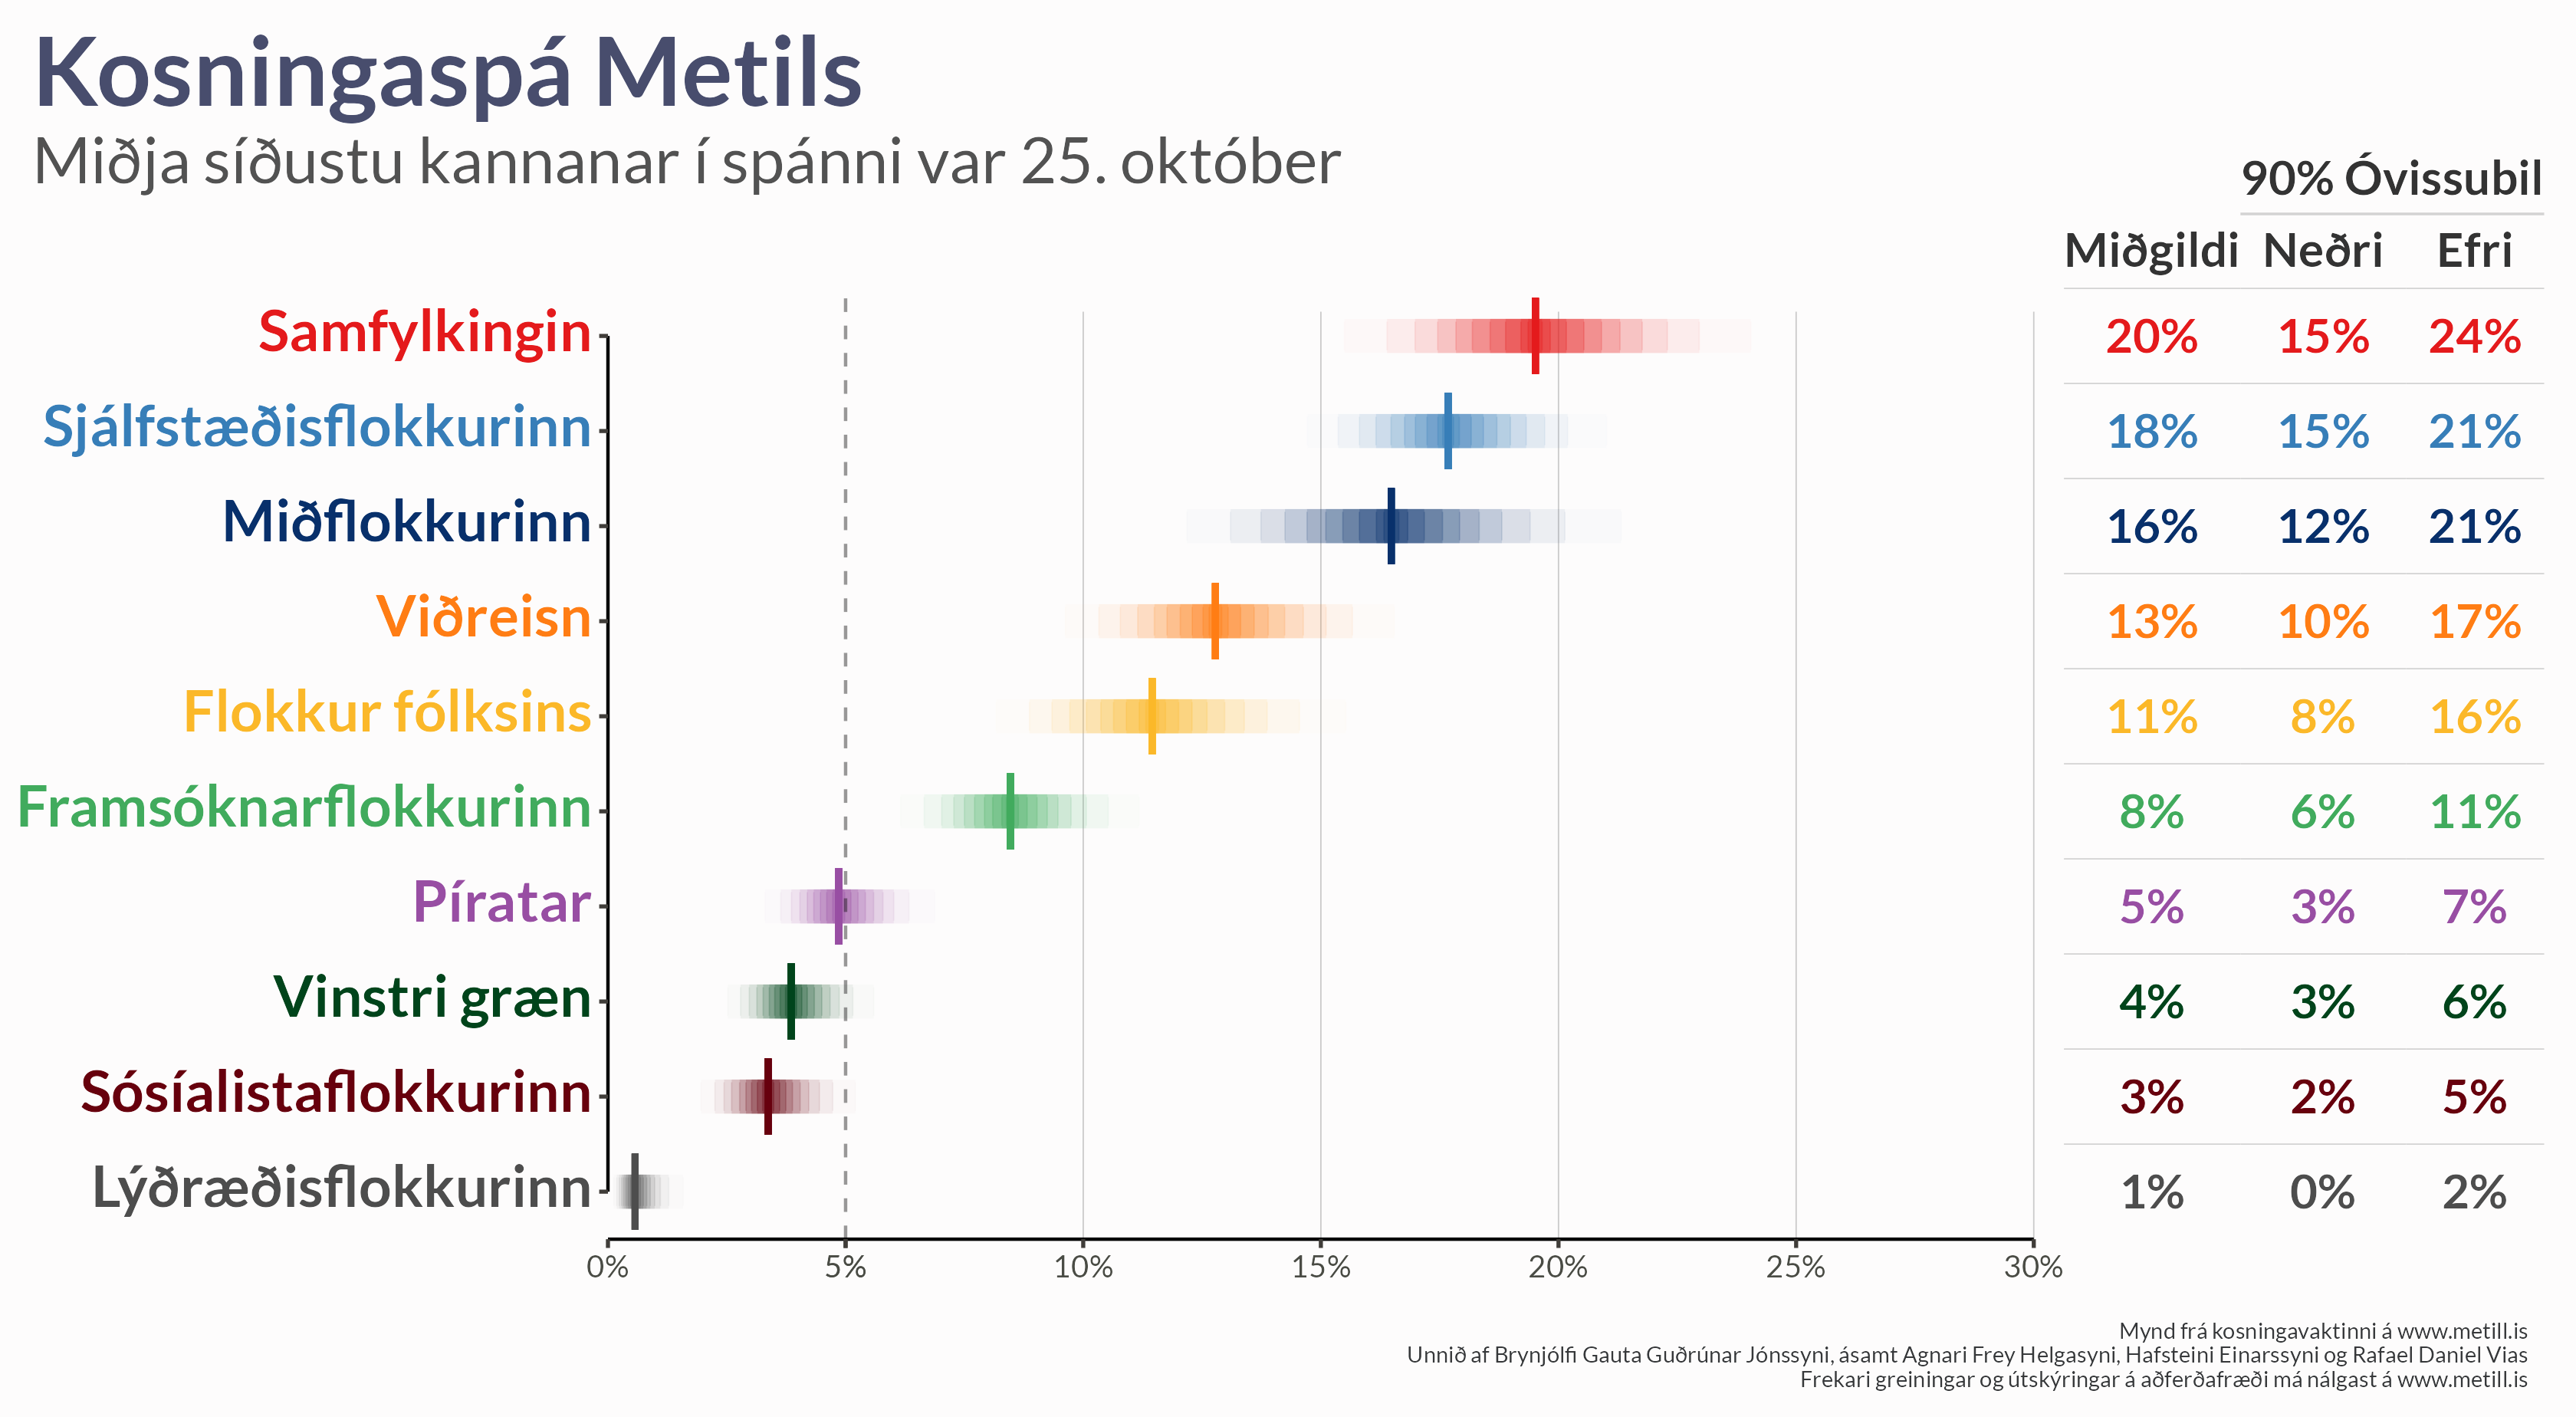 Kosningaspá Metils
Miðja síðustu kannanar í spánni var 25. október
90% Óvissubil
Miðgildi Neðri Efri
Samfylkingin 20% 15% 24%
Sjálfstæðisflokkurinn 18% 15% 21%
Miðflokkurinn 16% 12% 21%
Viðreisn 13% 10% 17%
Flokkur fólksins 11% 8% 16%
Framsóknarflokkurinn 8% 6% 11%
Píratar 5% 3% 7%
Vinstri græn 4% 3% 6%
Sósíalistaflokkurinn 3% 2% 5%
Lýðræðisflokkurinn 1% 0% 2%
0% 5% 10% 15% 20% 25% 30%
Mynd frá kosningavaktinni á www.metill.is
Unnið af Brynjólfi Gauta Guðrúnar Jónssyni, ásamt Agnari Frey Helgasyni, Hafsteini Einarssyni og Rafael Daniel Vias
Frekari greiningar og útskýringar á aðferðafræði má nálgast á www.metill.is